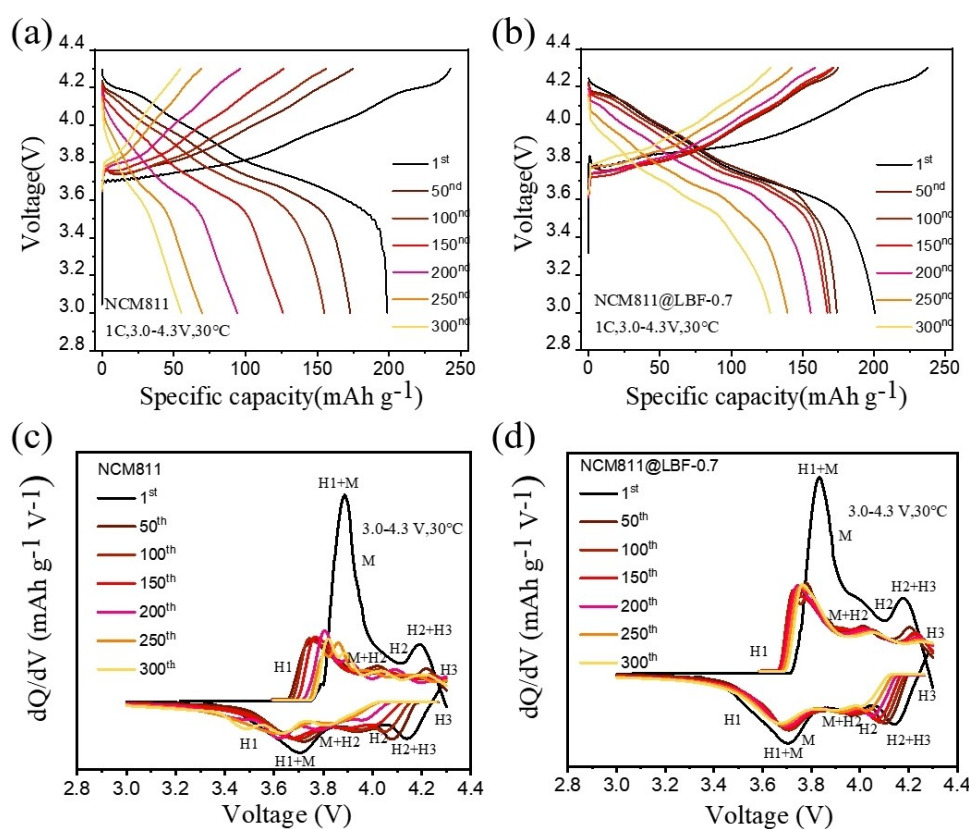 (a)
4.4
4.2
4.0
3.8
3.6
3.4
3.2
3.0
2.8
Voltage(V)
1st
50nd
100nd
150nd
200nd
250nd
300nd
NCM811
1C,3.0-4.3V,30°C
0 50 100 150 200 250
Specific capacity(mAh g-1)
(b)
4.4
4.2
4.0
3.8
3.6
3.4
3.2
3.0
2.8
Voltage(V)
1st
50nd
100nd
150nd
200nd
250nd
300nd
NCM811@LBF-0.7
1C,3.0-4.3V,30°C
0 50 100 150 200 250
Specific capacity(mAh g-1)
(c)
dQ/dV (mAh g-1 V-1)
NCM811
1st
50th
100th
150th
200th
250th
300th
H1+M
3.0-4.3 V,30°C
M
H2+H3
H2
M+H2
H1
H3
H3
H1
M+H2
H2
H2+H3
H1+M
2.8 3.0 3.2 3.4 3.6 3.8 4.0 4.2 4.4
Voltage (V)
(d)
dQ/dV (mAh g-1 V-1)
NCM811@LBF-0.7
1st
50th
100th
150th
200th
250th
300th
H1+M
3.0-4.3 V,30°C
M
H2+H3
H2
M+H2
H3
H1
H3
H1
M+H2
H2
H2+H3
M
H1+M
3.0 3.2 3.4 3.6 3.8 4.0 4.2 4.4
Voltage (V)